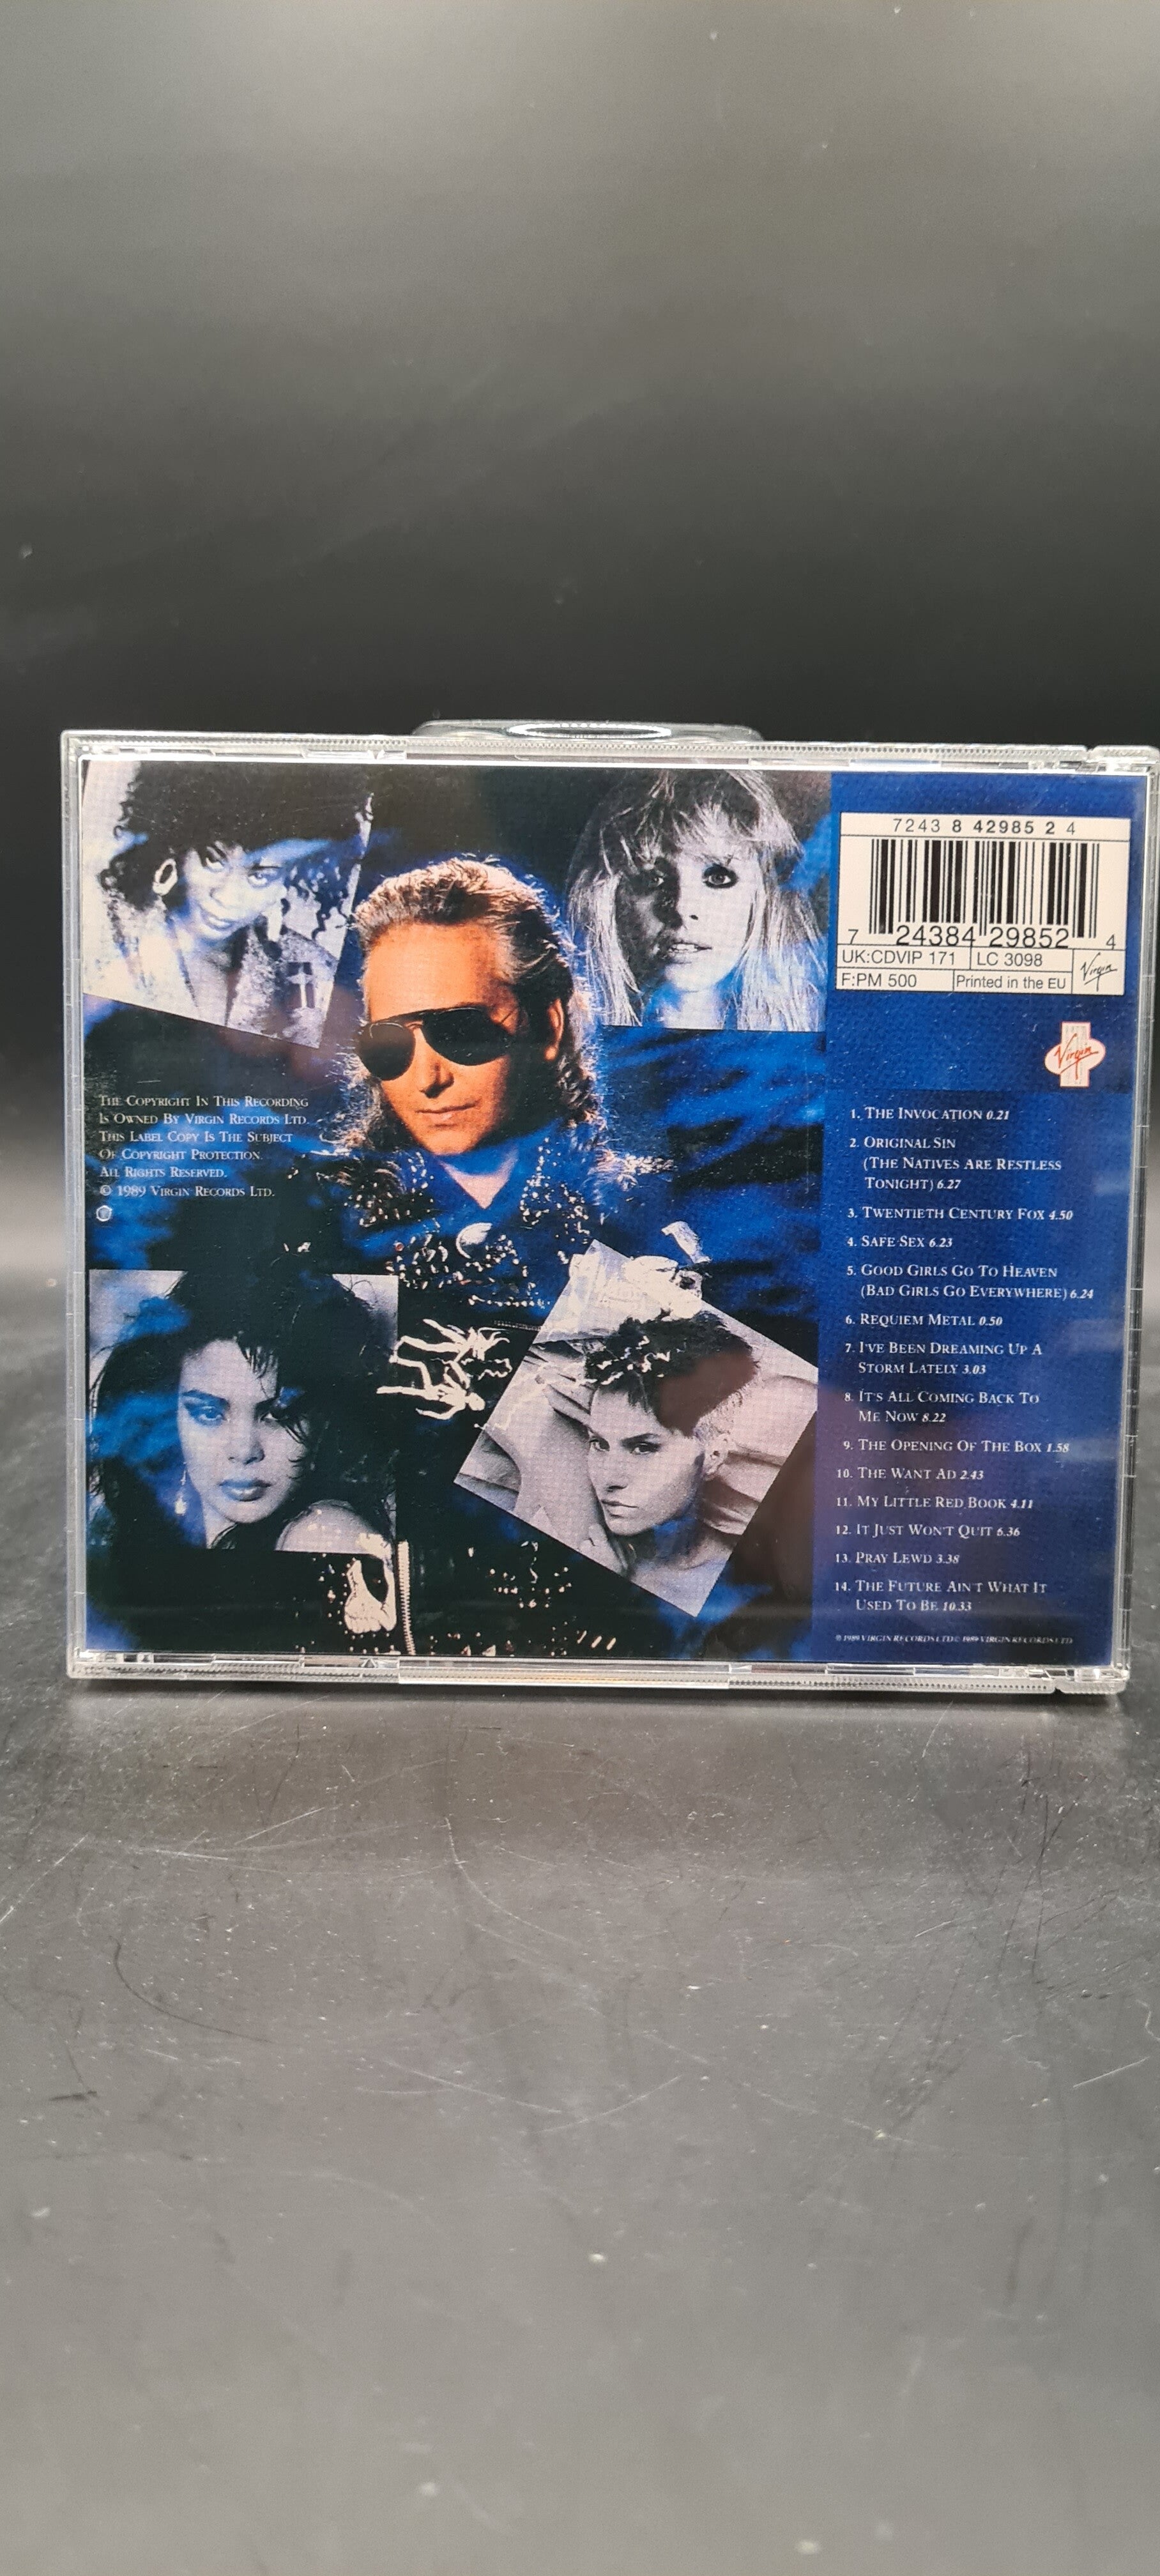 7243 8 42985 2 4
7 24384 29852 4
UK:CDVIP 171 LC 3098
F:PM 500 Printed in the EU Virgin
Virgin
THE COPYRIGHT IN THIS RECORDING
IS OWNED BY VIRGIN RECORDS LTD.
THIS LABEL COPY IS THE SUBJECT
OF COPYRIGHT PROTECTION.
ALL RIGHTS RESERVED.
© 1989 VIRGIN RECORDS LTD.
1. THE INVOCATION 0.21
2. ORIGINAL SIN
(THE NATIVES ARE RESTLESS
TONIGHT) 6.27
3. TWENTIETH CENTURY FOX 4.50
4. SAFE SEX 6.23
5. GOOD GIRLS GO TO HEAVEN
(BAD GIRLS GO EVERYWHERE) 6.24
6. REQUIEM METAL 0.50
7. I'VE BEEN DREAMING UP A
STORM LATELY 3.03
8. IT'S ALL COMING BACK TO
ME NOW 8.22
9. THE OPENING OF THE BOX 1.58
10. THE WANT AD 2.43
11. MY LITTLE RED BOOK 4.11
12. IT JUST WON'T QUIT 6.36
13. PRAY LEWD 3.38
14. THE FUTURE AIN'T WHAT IT
USED TO BE 10.33
℗ 1989 VIRGIN RECORDS LTD © 1989 VIRGIN RECORDS LTD